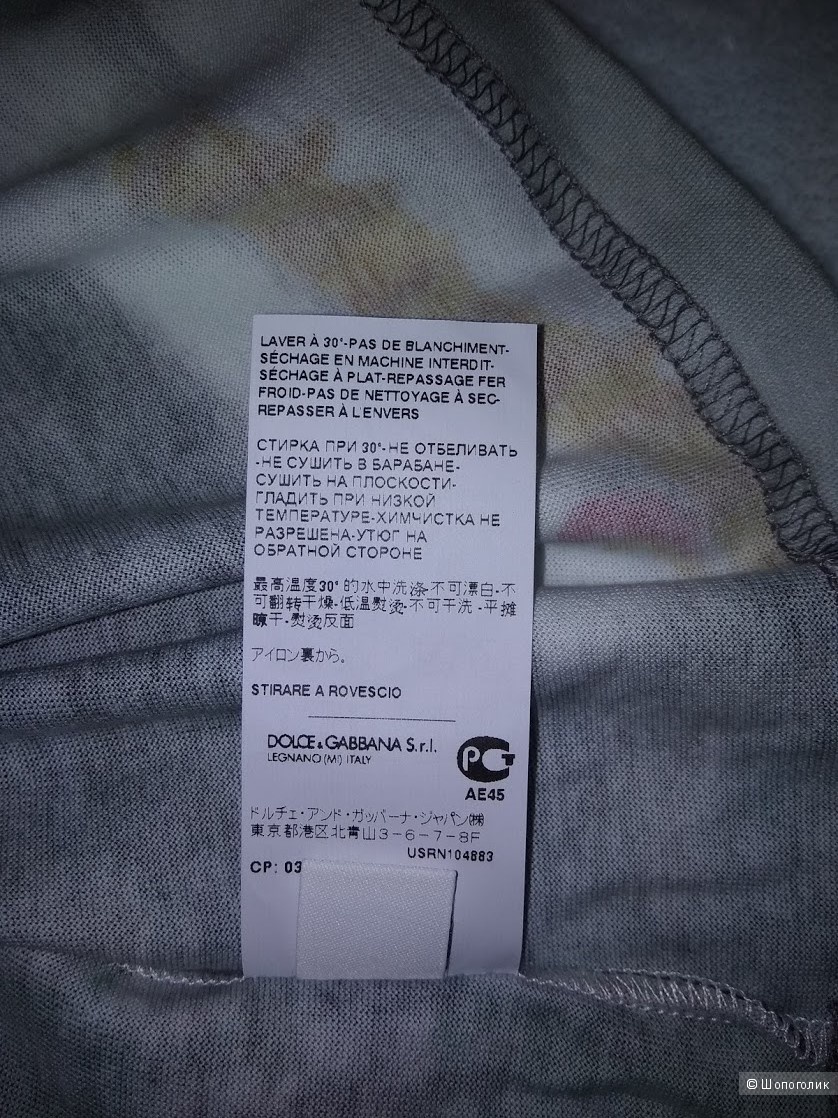 LAVER À 30°-PAS DE BLANCHIMENT-
SÉCHAGE EN MACHINE INTERDIT-
SÉCHAGE À PLAT-REPASSAGE FER
FROID-PAS DE NETTOYAGE À SEC-
REPASSER À L'ENVERS
СТИРКА ПРИ 30°-НЕ ОТБЕЛИВАТЬ
-НЕ СУШИТЬ В БАРАБАНЕ-
СУШИТЬ НА ПЛОСКОСТИ-
ГЛАДИТЬ ПРИ НИЗКОЙ
ТЕМПЕРАТУРЕ-ХИМЧИСТКА НЕ
РАЗРЕШЕНА-УТЮГ НА
ОБРАТНОЙ СТОРОНЕ
最高温度30°的水中洗涤-不可漂白-不
可翻转干燥-低温熨烫-不可干洗-平摊
晾干-熨烫反面
アイロン裏から。
STIRARE A ROVESCIO
DOLCE & GABBANA S.r.l.
LEGNANO (MI) ITALY
РСТ
AE45
ドルチェ・アンド・ガッバーナ・ジャパン㈱
東京都港区北青山3-6-7-8F
USRN104883
CP: 03
© Шопоголик